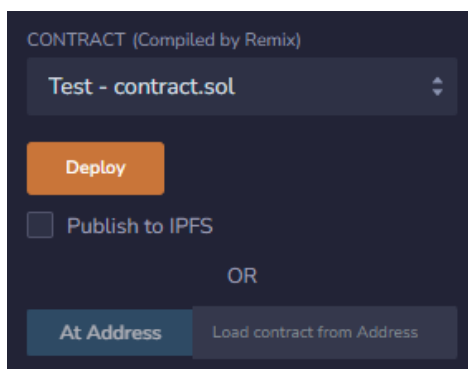 CONTRACT (Compiled by Remix)
Test - contract.sol
Deploy
Publish to IPFS
OR
At Address Load contract from Address